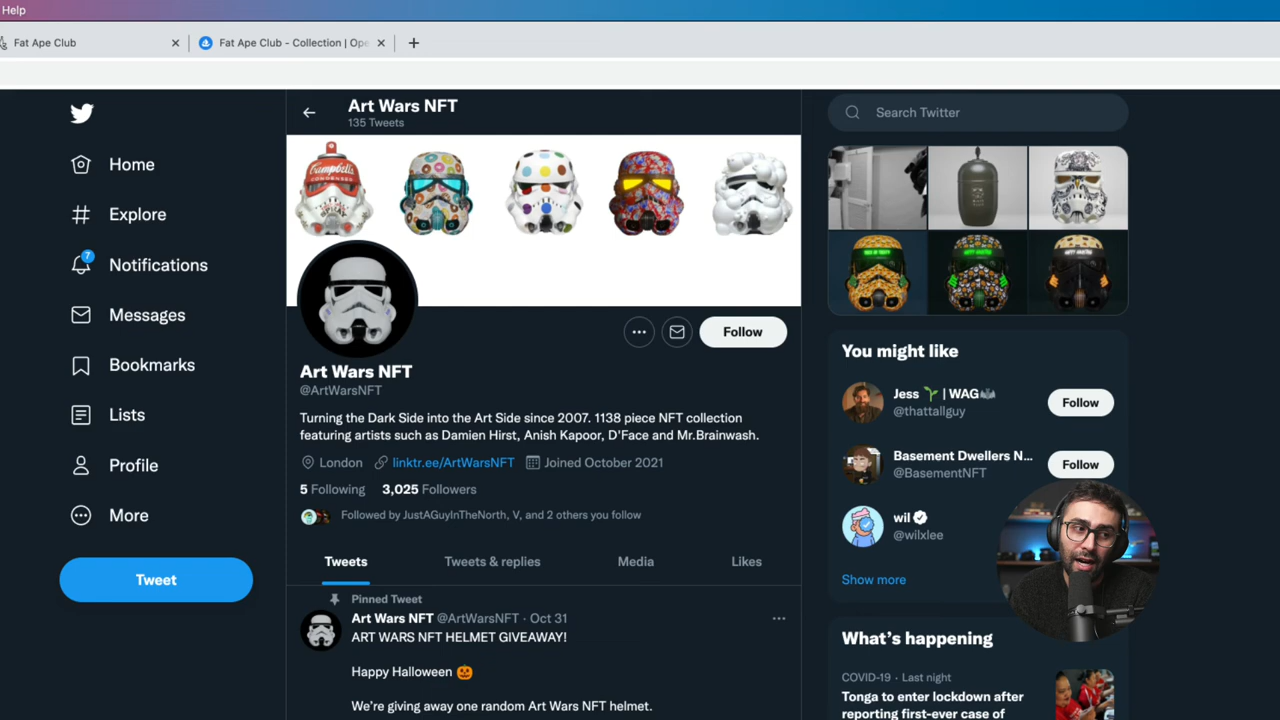 Help
Fat Ape Club
Fat Ape Club - Collection | Ope
Art Wars NFT
135 Tweets
Search Twitter
Home
Explore
7
Notifications
Messages
Bookmarks
Lists
Profile
More
Tweet
Campbells
CONDENSED
Follow
Art Wars NFT
@ArtWarsNFT
Turning the Dark Side into the Art Side since 2007. 1138 piece NFT collection
featuring artists such as Damien Hirst, Anish Kapoor, D'Face and Mr.Brainwash.
London linktr.ee/ArtWarsNFT Joined October 2021
5 Following 3,025 Followers
Followed by JustAGuyInTheNorth, V, and 2 others you follow
Tweets
Tweets & replies
Media
Likes
Pinned Tweet
Art Wars NFT @ArtWarsNFT · Oct 31
ART WARS NFT HELMET GIVEAWAY!
Happy Halloween 🎃
We're giving away one random Art Wars NFT helmet.
You might like
Jess 🌱 | WAG🦇
@thattallguy
Follow
Basement Dwellers N...
@BasementNFT
Follow
wil
@wilxlee
Show more
What's happening
COVID-19 · Last night
Tonga to enter lockdown after
reporting first-ever case of